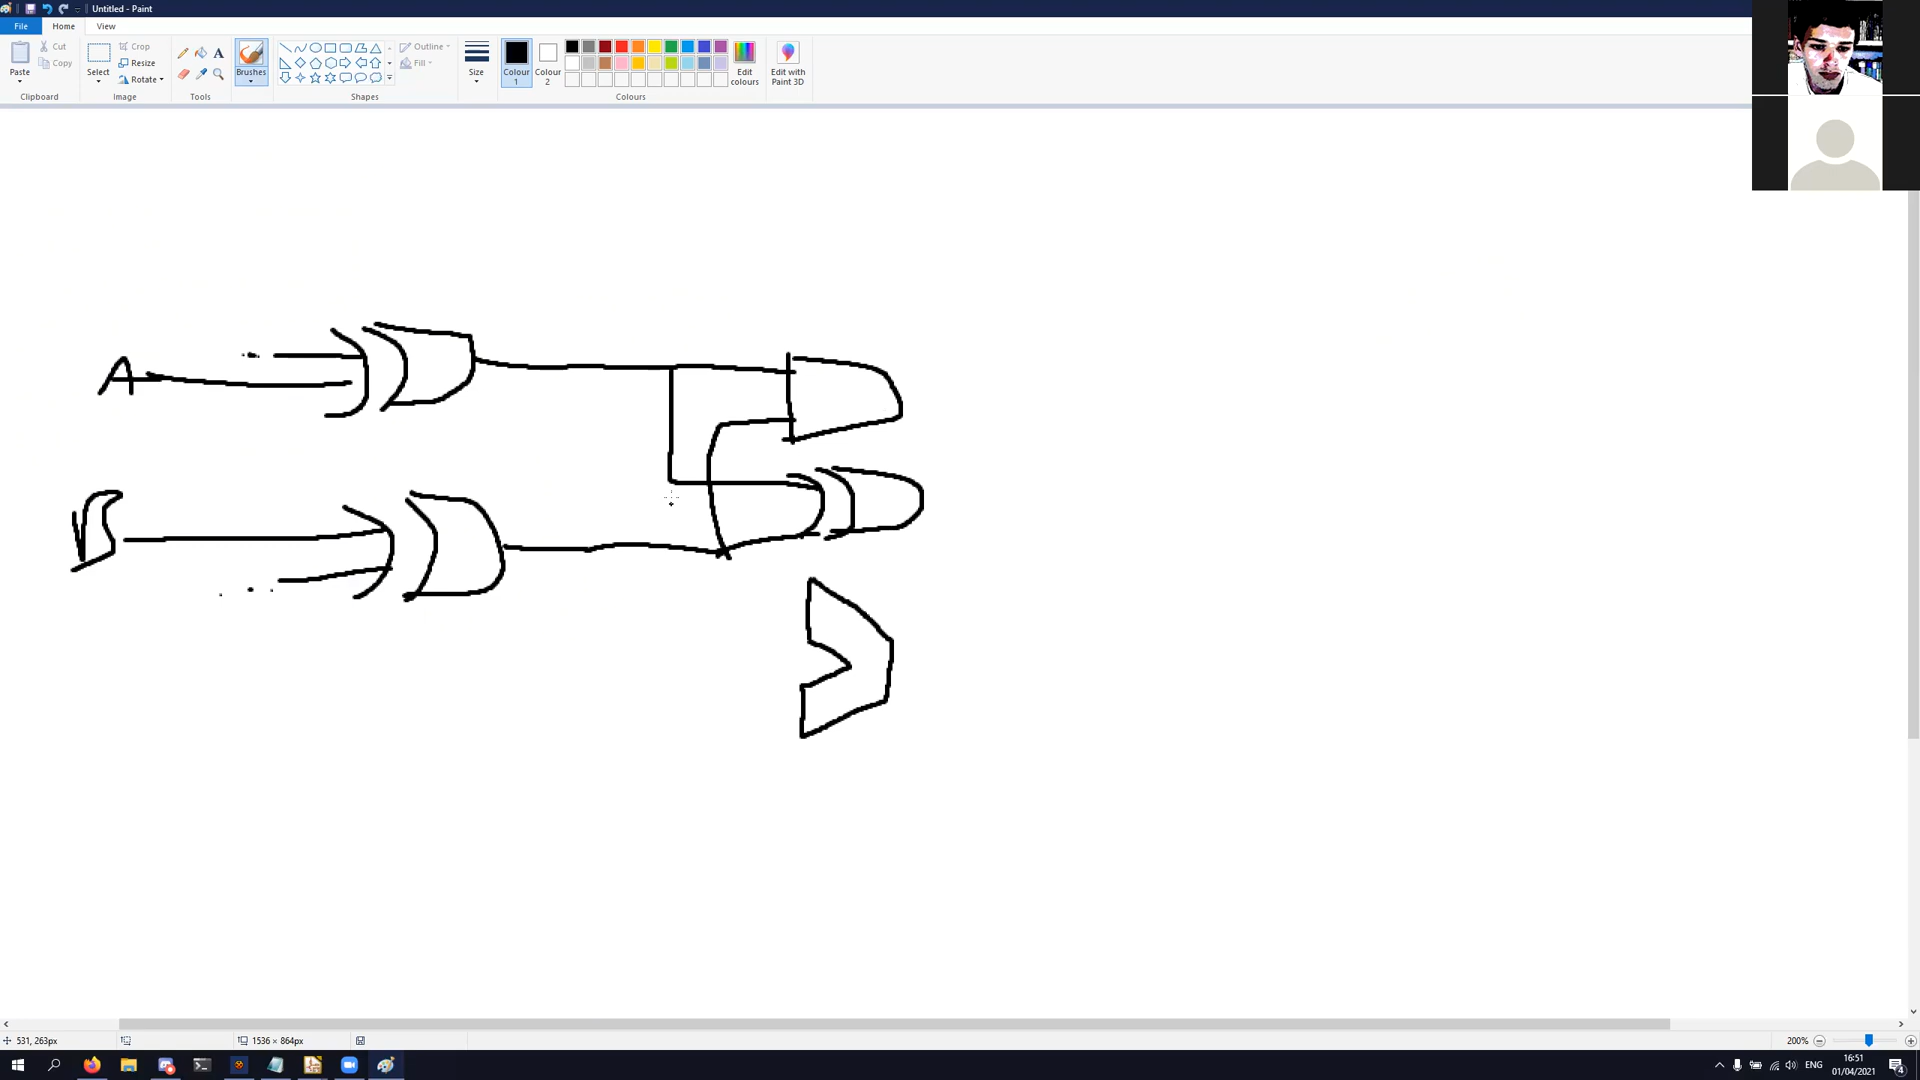 Untitled - Paint
File Home View
Paste
Cut
Copy
Clipboard
Select
Crop
Resize
Rotate
Image
Tools
Brushes
Outline
Fill
Shapes
Size
Colour 1
Colour 2
Edit colours
Edit with Paint 3D
Colours
A
531, 263px
1536 × 864px
200%
ENG
16:51
01/04/2021
4